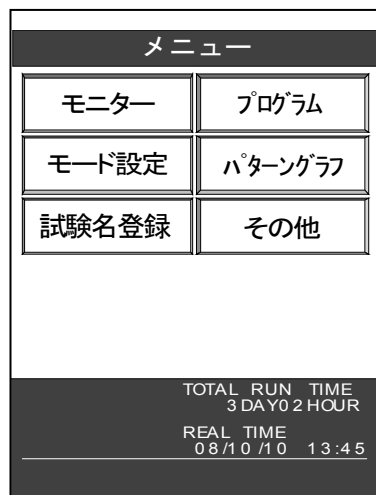 メニュー
モニター プログラム
モード設定 パターングラフ
試験名登録 その他
TOTAL RUN TIME
3DAY02HOUR
REAL TIME
08/10/10 13:45